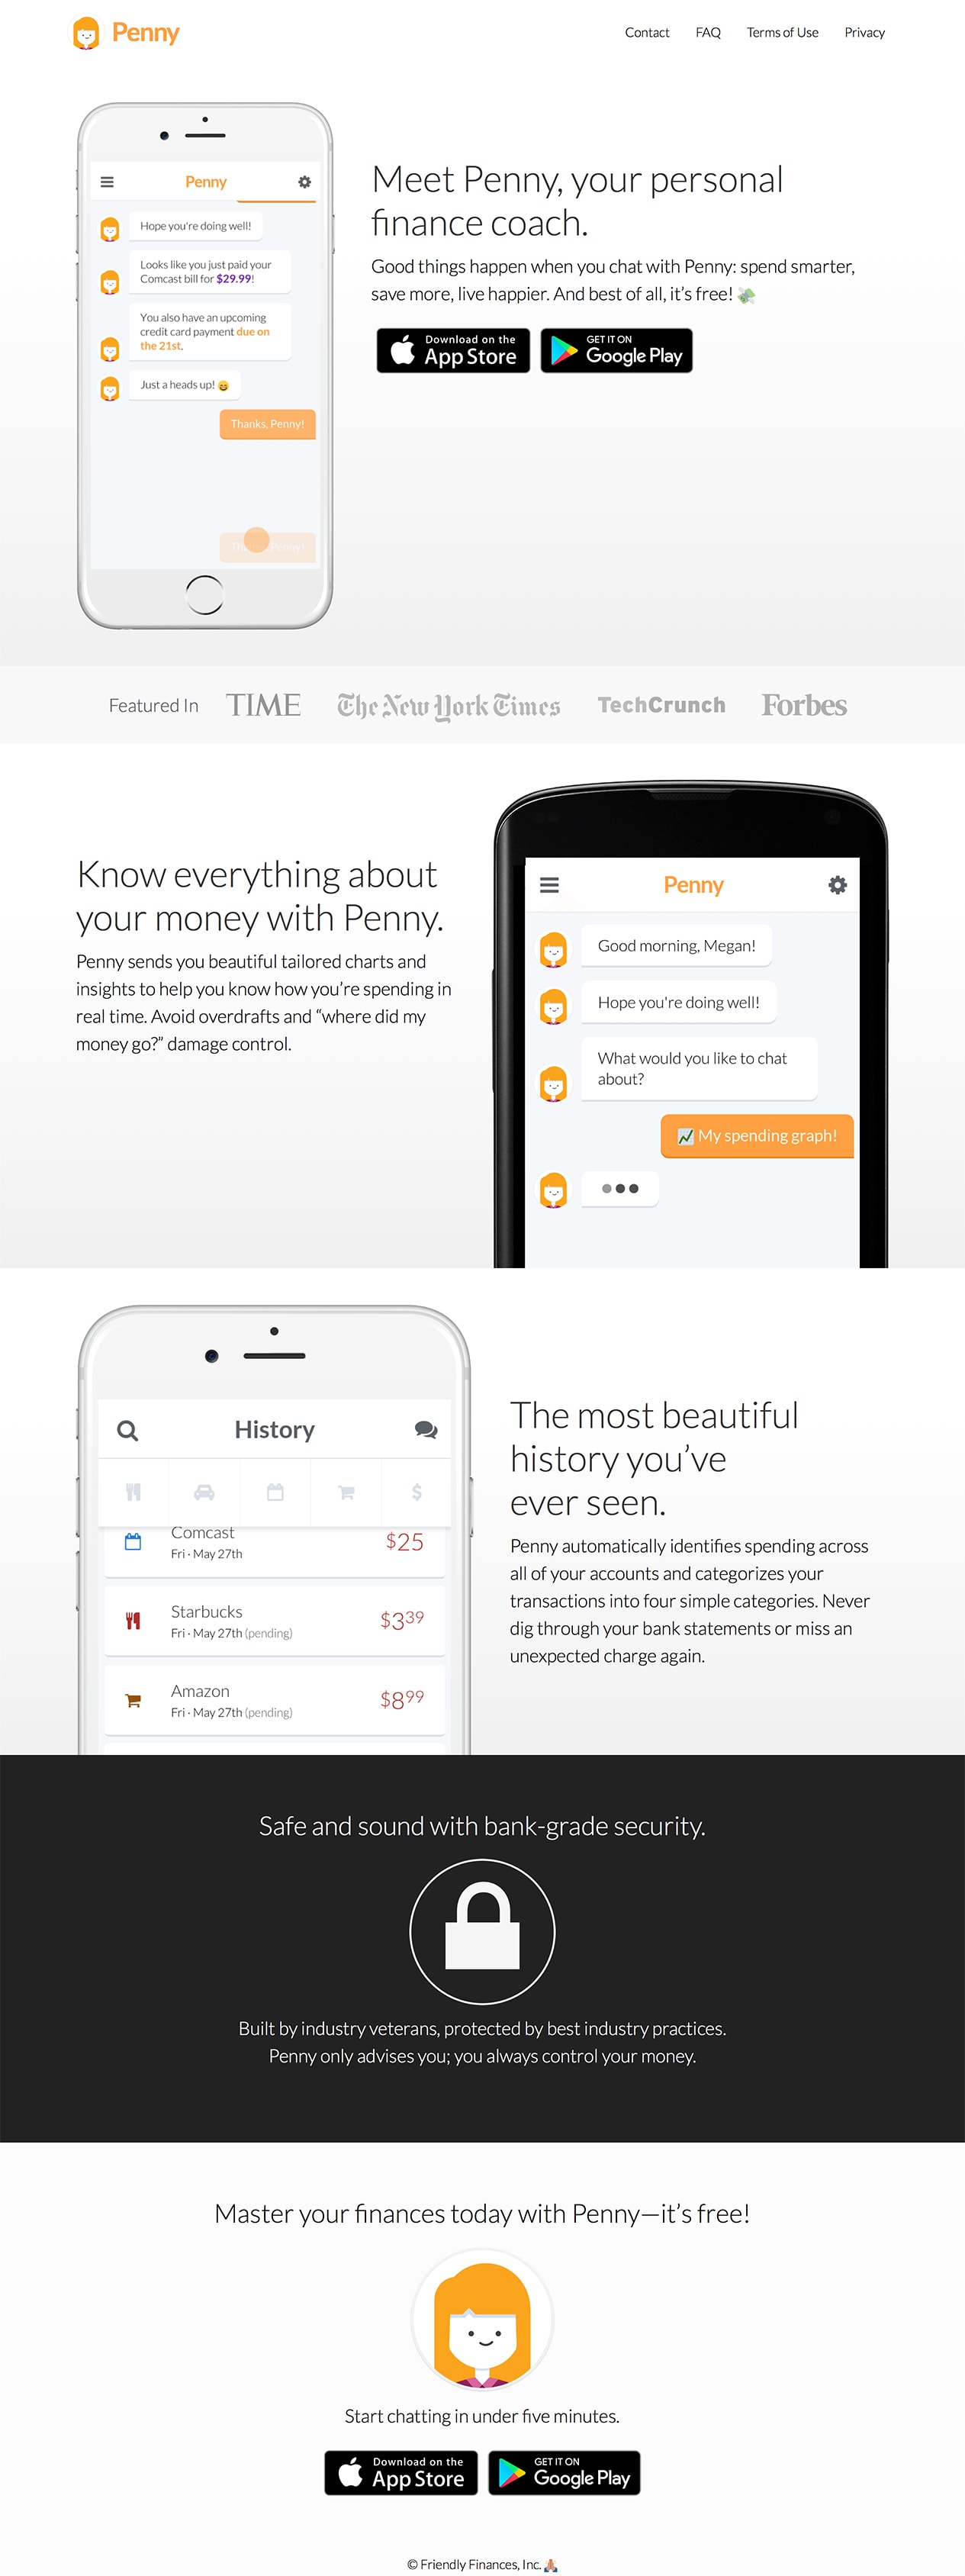 Penny
Contact
FAQ
Terms of Use
Privacy
Penny
Hope you're doing well!
Looks like you just paid your
Comcast bill for $29.99!
You also have an upcoming
credit card payment due on
the 21st.
Just a heads up!
Thanks, Penny!
Penny!
Meet Penny, your personal
finance coach.
Good things happen when you chat with Penny: spend smarter,
save more, live happier. And best of all, it’s free!
Download on the
App Store
GET IT ON
Google Play
Featured In
TIME
The New York Times
TechCrunch
Forbes
Know everything about
your money with Penny.
Penny sends you beautiful tailored charts and
insights to help you know how you’re spending in
real time. Avoid overdrafts and “where did my
money go?” damage control.
Penny
Good morning, Megan!
Hope you're doing well!
What would you like to chat
about?
My spending graph!
History
Comcast
$25
Fri · May 27th
Starbucks
$3.39
Fri · May 27th (pending)
Amazon
$8.99
Fri · May 27th (pending)
The most beautiful
history you’ve
ever seen.
Penny automatically identifies spending across
all of your accounts and categorizes your
transactions into four simple categories. Never
dig through your bank statements or miss an
unexpected charge again.
Safe and sound with bank-grade security.
Built by industry veterans, protected by best industry practices.
Penny only advises you; you always control your money.
Master your finances today with Penny—it’s free!
Start chatting in under five minutes.
Download on the
App Store
GET IT ON
Google Play
© Friendly Finances, Inc.